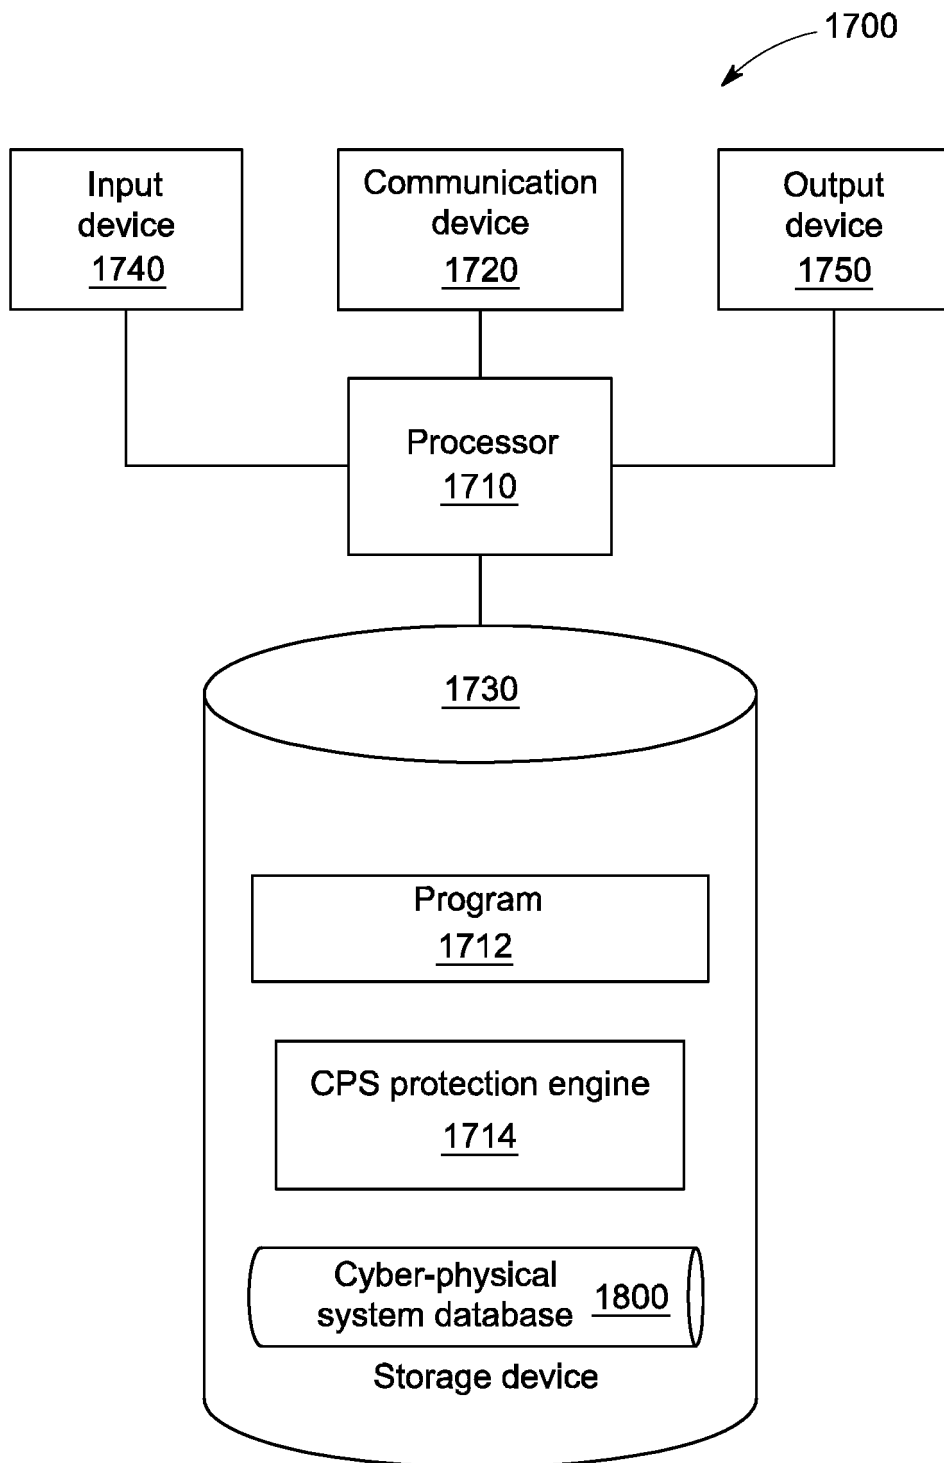 1700
Input
device
1740
Communication
device
1720
Output
device
1750
Processor
1710
1730
Program
1712
CPS protection engine
1714
Cyber-physical
system database
1800
Storage device